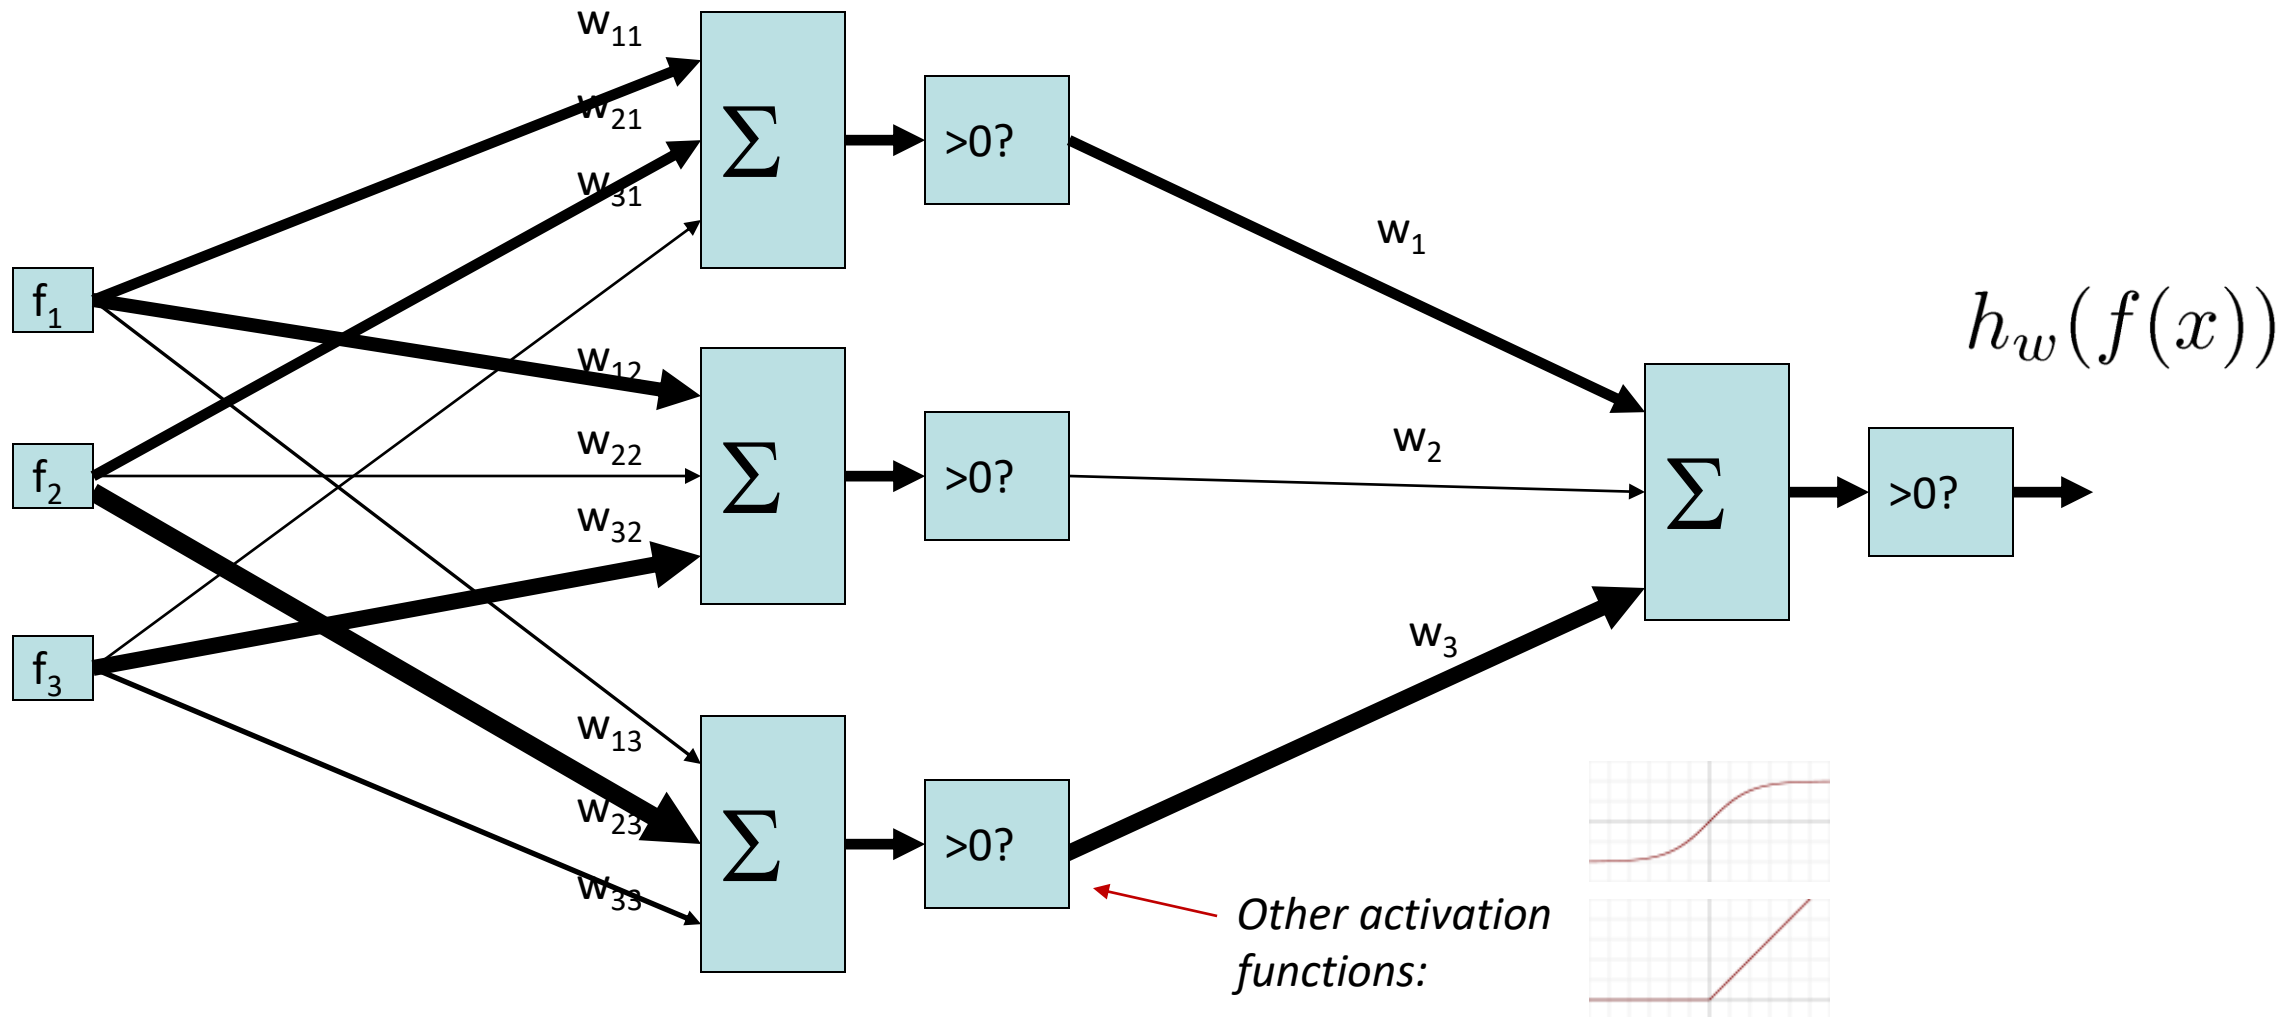 w₁₁
w₂₁
w₃₁
Σ
>0?
f₁
w₁
h_w(f(x))
w₁₂
w₂₂
w₃₂
Σ
>0?
f₂
w₂
Σ
>0?
f₃
w₃
w₁₃
w₂₃
w₃₃
Σ
>0?
Other activation
functions: